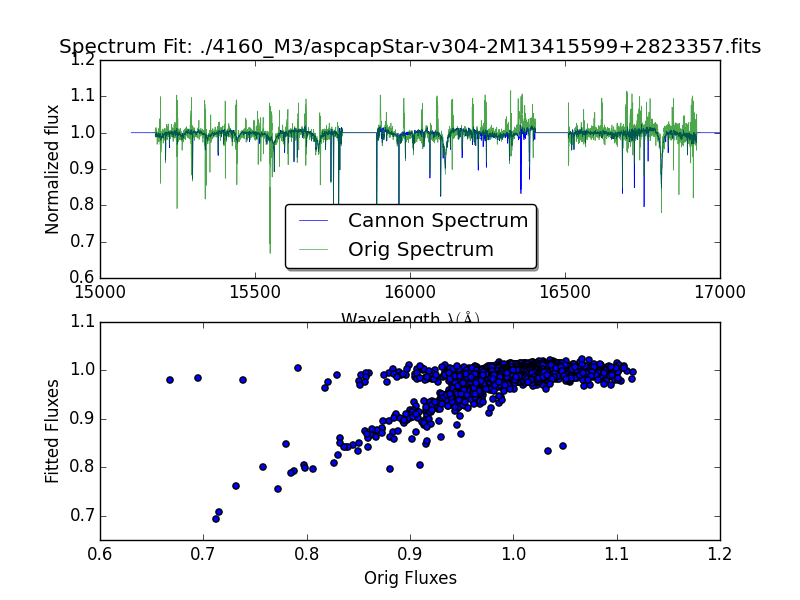 Spectrum Fit: ./4160_M3/aspcapStar-v304-2M13415599+2823357.fits
1.2
1.1
1.0
0.9
0.8
0.7
0.6
Normalized flux
Cannon Spectrum
Orig Spectrum
15000 15500 16000 16500 17000
Wavelength λ(Å)
1.1
1.0
0.9
0.8
0.7
Fitted Fluxes
0.6 0.7 0.8 0.9 1.0 1.1 1.2
Orig Fluxes